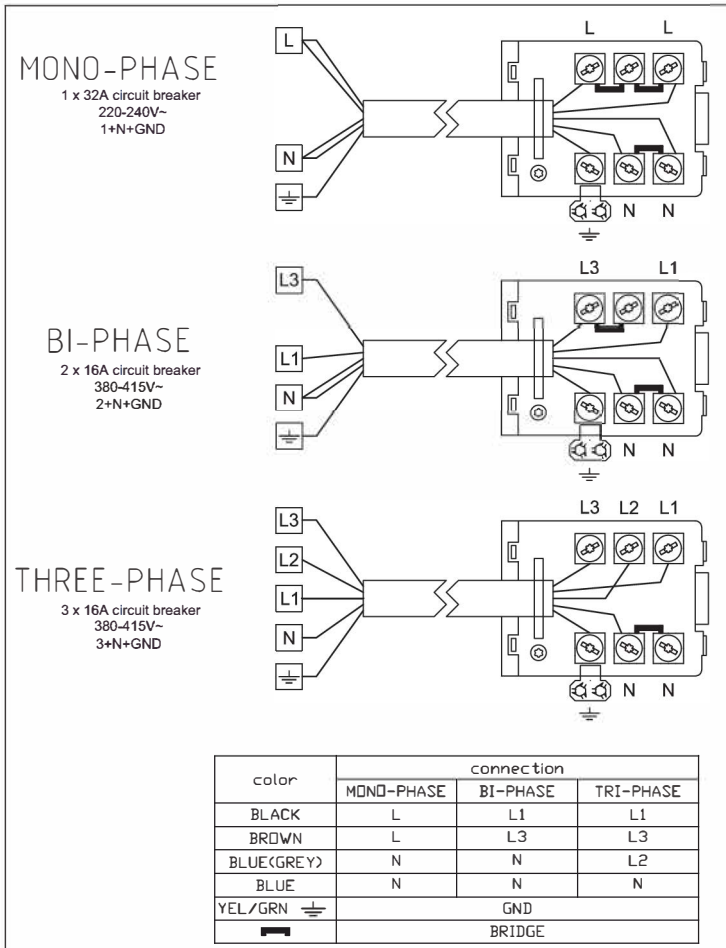 L L
L
MONO-PHASE
1 x 32A circuit breaker
220-240V~
1+N+GND
N
N N
L3 L1
L3
BI-PHASE
2 x 16A circuit breaker
380-415V~
2+N+GND
L1
N
N N
L3 L2 L1
L3
L2
THREE-PHASE
3 x 16A circuit breaker
380-415V~
3+N+GND
L1
N
N N
color connection
MONO-PHASE BI-PHASE TRI-PHASE
BLACK L L1 L1
BROWN L L3 L3
BLUE(GREY) N N L2
BLUE N N N
YEL/GRN GND
BRIDGE